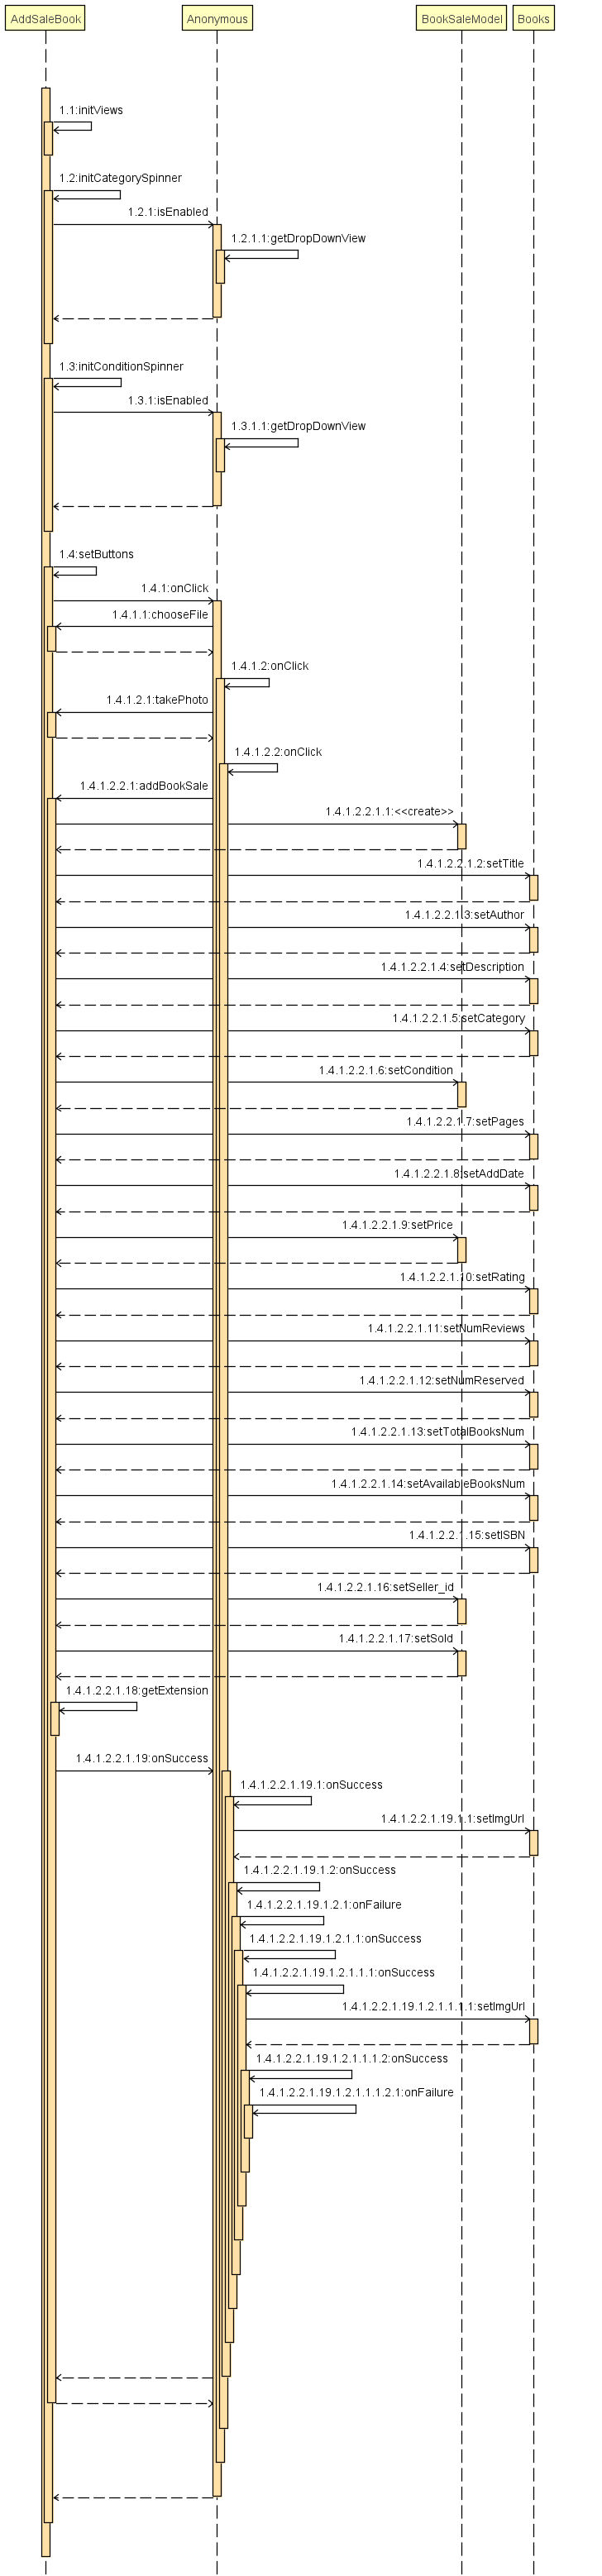 AddSaleBook
Anonymous
BookSaleModel
Books
1.1:initViews
1.2:initCategorySpinner
1.2.1:isEnabled
1.2.1.1:getDropDownView
1.3:initConditionSpinner
1.3.1:isEnabled
1.3.1.1:getDropDownView
1.4:setButtons
1.4.1:onClick
1.4.1.1:chooseFile
1.4.1.2:onClick
1.4.1.2.1:takePhoto
1.4.1.2.2:onClick
1.4.1.2.2.1:addBookSale
1.4.1.2.2.1.1:<<create>>
1.4.1.2.2.1.2:setTitle
1.4.1.2.2.1.3:setAuthor
1.4.1.2.2.1.4:setDescription
1.4.1.2.2.1.5:setCategory
1.4.1.2.2.1.6:setCondition
1.4.1.2.2.1.7:setPages
1.4.1.2.2.1.8:setAddDate
1.4.1.2.2.1.9:setPrice
1.4.1.2.2.1.10:setRating
1.4.1.2.2.1.11:setNumReviews
1.4.1.2.2.1.12:setNumReserved
1.4.1.2.2.1.13:setTotalBooksNum
1.4.1.2.2.1.14:setAvailableBooksNum
1.4.1.2.2.1.15:setISBN
1.4.1.2.2.1.16:setSeller_id
1.4.1.2.2.1.17:setSold
1.4.1.2.2.1.18:getExtension
1.4.1.2.2.1.19:onSuccess
1.4.1.2.2.1.19.1:onSuccess
1.4.1.2.2.1.19.1.1:setImgUrl
1.4.1.2.2.1.19.1.2:onSuccess
1.4.1.2.2.1.19.1.2.1:onFailure
1.4.1.2.2.1.19.1.2.1.1:onSuccess
1.4.1.2.2.1.19.1.2.1.1.1:onSuccess
1.4.1.2.2.1.19.1.2.1.1.1.1:setImgUrl
1.4.1.2.2.1.19.1.2.1.1.1.2:onSuccess
1.4.1.2.2.1.19.1.2.1.1.1.2.1:onFailure